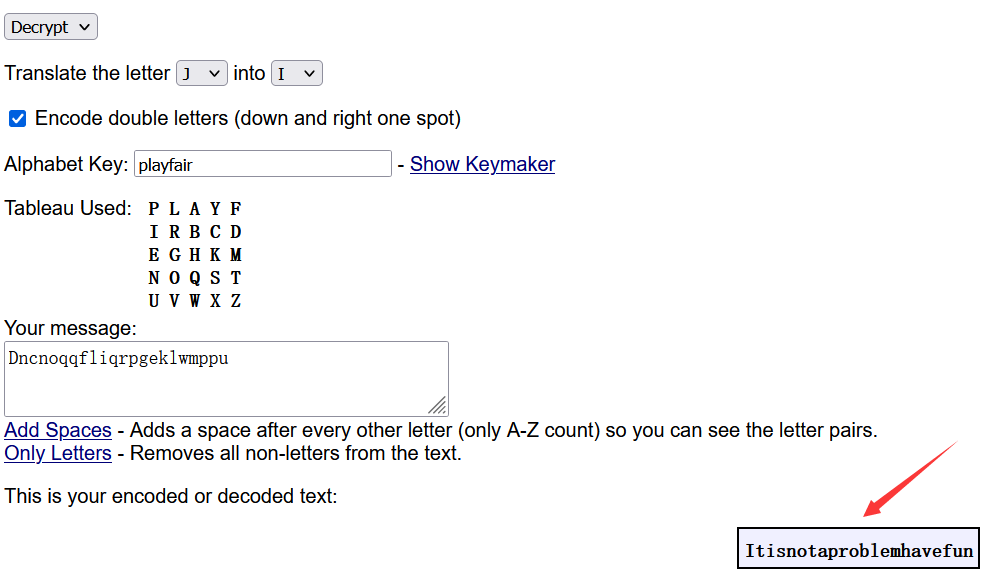 Decrypt
Translate the letter J into I
Encode double letters (down and right one spot)
Alphabet Key: playfair - Show Keymaker
Tableau Used: P L A Y F
I R B C D
E G H K M
N O Q S T
U V W X Z
Your message:
Dncnoqqfliqrpgeklwmppu
Add Spaces - Adds a space after every other letter (only A-Z count) so you can see the letter pairs.
Only Letters - Removes all non-letters from the text.
This is your encoded or decoded text:
Itisnotaproblemhavefun